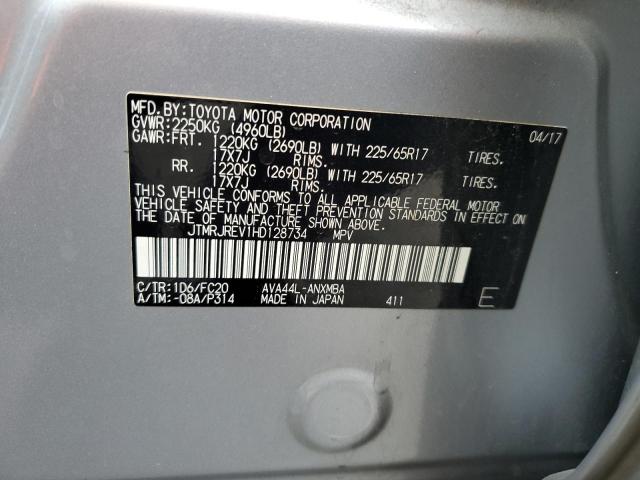 MFD.BY:TOYOTA MOTOR CORPORATION 04/17
GVWR:2250KG (4960LB)
GAWR:FRT. 1220KG (2690LB) WITH 225/65R17 TIRES.
17X7J RIMS.
RR. 1220KG (2690LB) WITH 225/65R17 TIRES.
17X7J RIMS.
THIS VEHICLE CONFORMS TO ALL APPLICABLE FEDERAL MOTOR
VEHICLE SAFETY AND THEFT PREVENTION STANDARDS IN EFFECT ON
THE DATE OF MANUFACTURE SHOWN ABOVE.
JTMRJREV1HD128734 MPV
C/TR:1D6/FC20 AVA44L-ANXMBA
A/TM:-08A/P314 MADE IN JAPAN 411 E